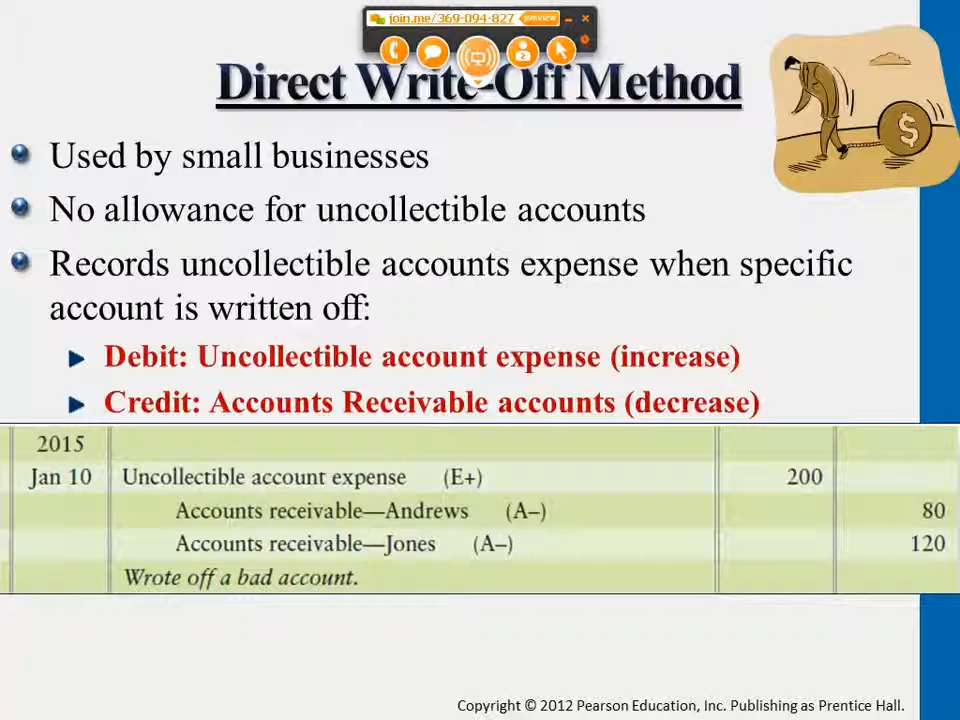 join.me/369-094-827
Direct Write-Off Method
$
Used by small businesses
No allowance for uncollectible accounts
Records uncollectible accounts expense when specific
account is written off:
Debit: Uncollectible account expense (increase)
Credit: Accounts Receivable accounts (decrease)
2015
Jan 10 Uncollectible account expense (E+) 200
Accounts receivable—Andrews (A–) 80
Accounts receivable—Jones (A–) 120
Wrote off a bad account.
Copyright © 2012 Pearson Education, Inc. Publishing as Prentice Hall.